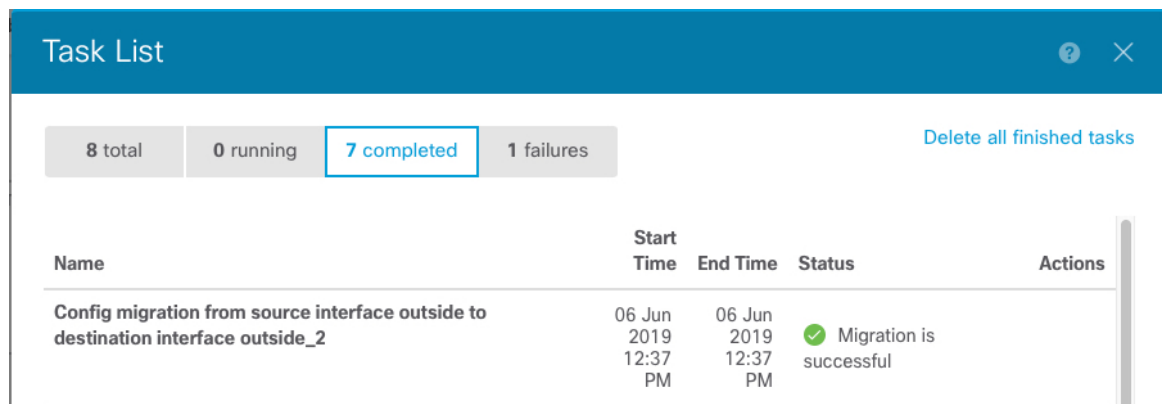 Task List
8 total 0 running 7 completed 1 failures Delete all finished tasks
Start
Name Time End Time Status Actions
Config migration from source interface outside to
destination interface outside_2
06 Jun
2019
12:37
PM
06 Jun
2019
12:37
PM
Migration is
successful